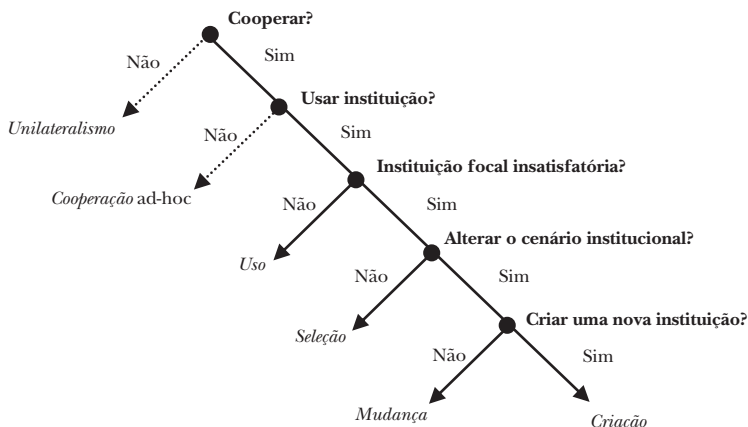 Cooperar?
Não
Sim
Unilateralismo
Usar instituição?
Não
Sim
Cooperação ad-hoc
Instituição focal insatisfatória?
Não
Sim
Uso
Alterar o cenário institucional?
Não
Sim
Seleção
Criar uma nova instituição?
Não
Sim
Mudança
Criação